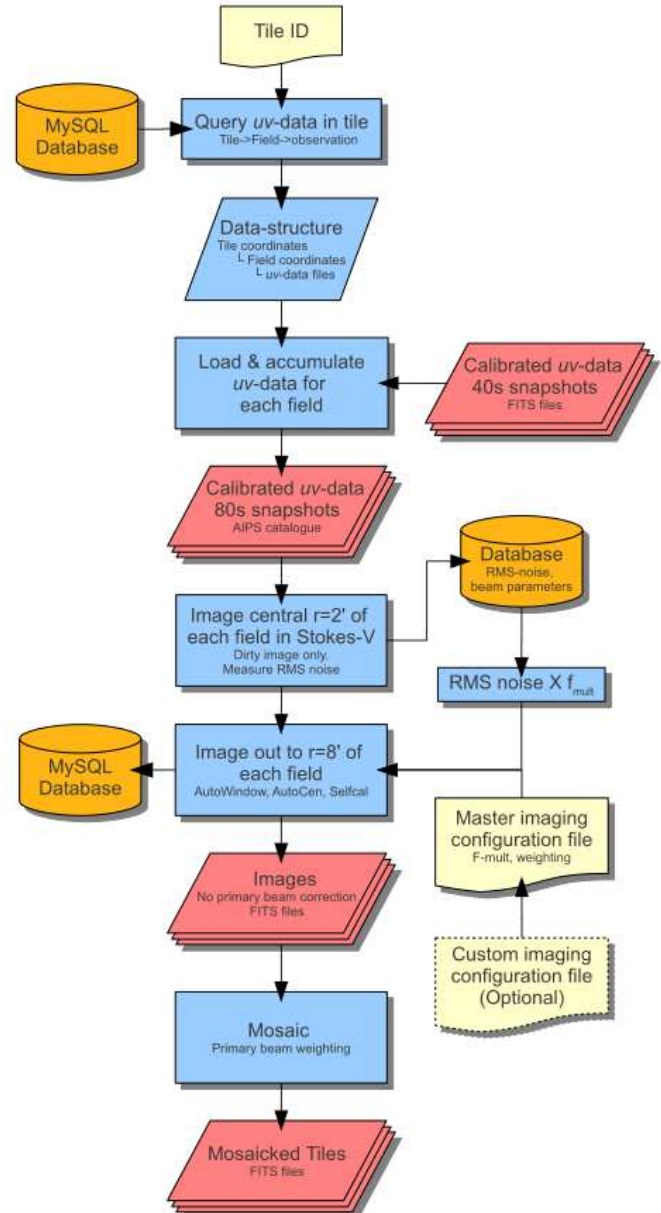 Tile ID
MySQL
Database
Query uv-data in tile
Tile->Field->observation
Data-structure
Tile coordinates
└ Field coordinates
└ uv-data files
Load & accumulate
uv-data for
each field
Calibrated uv-data
40s snapshots
FITS files
Calibrated uv-data
80s snapshots
AIPS catalogue
Database
RMS-noise,
beam parameters
Image central r=2' of
each field in Stokes-V
Dirty image only,
Measure RMS noise
RMS noise X fmult
MySQL
Database
Image out to r=8' of
each field
AutoWindow, AutoCen, Selfcal
Master imaging
configuration file
F-mult, weighting
Images
No primary beam correction
FITS files
Custom imaging
configuration file
(Optional)
Mosaic
Primary beam weighting
Mosaicked Tiles
FITS files